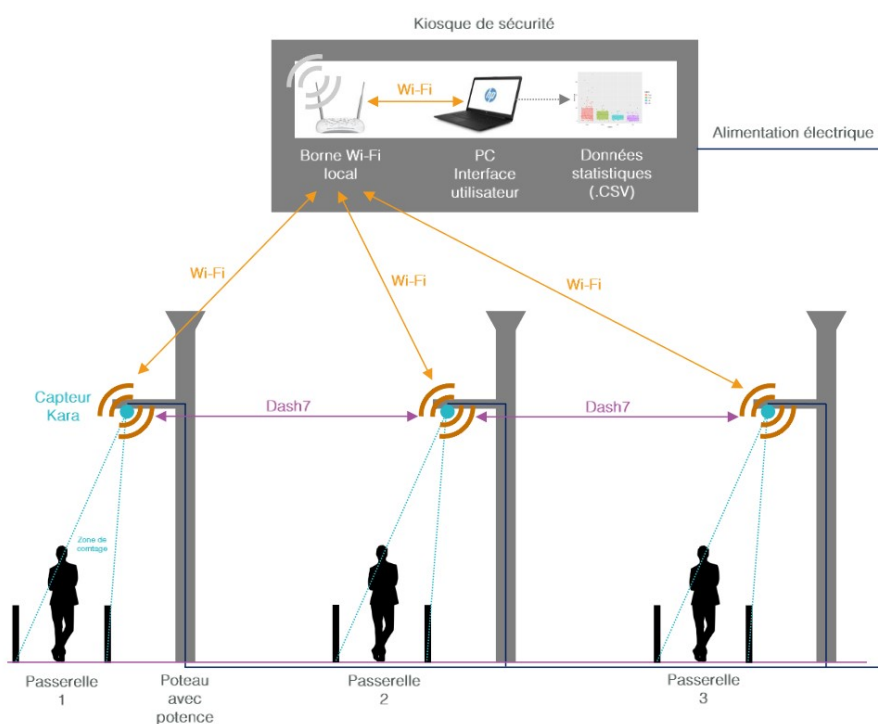 Kiosque de sécurité
Wi-Fi
hp
Alimentation électrique
Borne Wi-Fi
local
PC
Interface
utilisateur
Données
statistiques
(.CSV)
Wi-Fi
Wi-Fi
Wi-Fi
Capteur
Kara
Dash7
Dash7
Zone de
comtage
Passerelle
1
Poteau
avec
potence
Passerelle
2
Passerelle
3